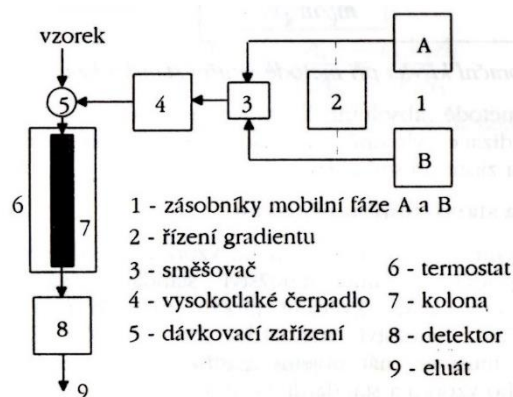 vzorek
A
5
4
3
2
1
B
6
7
1 - zásobníky mobilní fáze A a B
2 - řízení gradientu
3 - směšovač
4 - vysokotlaké čerpadlo
5 - dávkovací zařízení
6 - termostat
7 - kolona
8 - detektor
9 - eluát
8
9